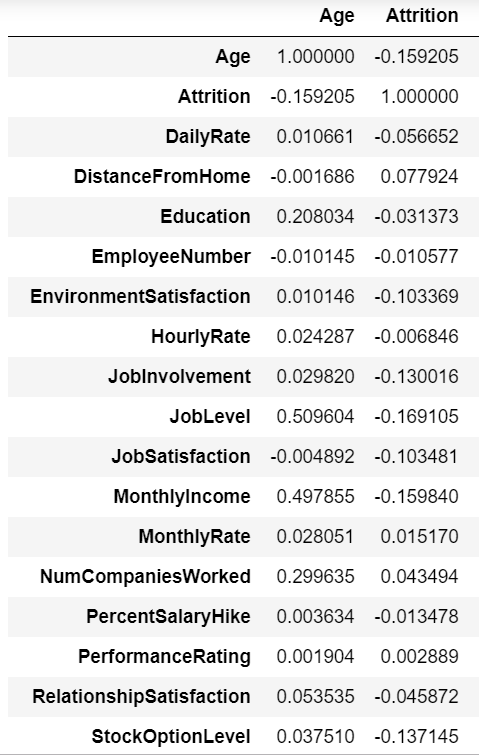 Age Attrition
Age 1.000000 -0.159205
Attrition -0.159205 1.000000
DailyRate 0.010661 -0.056652
DistanceFromHome -0.001686 0.077924
Education 0.208034 -0.031373
EmployeeNumber -0.010145 -0.010577
EnvironmentSatisfaction 0.010146 -0.103369
HourlyRate 0.024287 -0.006846
JobInvolvement 0.029820 -0.130016
JobLevel 0.509604 -0.169105
JobSatisfaction -0.004892 -0.103481
MonthlyIncome 0.497855 -0.159840
MonthlyRate 0.028051 0.015170
NumCompaniesWorked 0.299635 0.043494
PercentSalaryHike 0.003634 -0.013478
PerformanceRating 0.001904 0.002889
RelationshipSatisfaction 0.053535 -0.045872
StockOptionLevel 0.037510 -0.137145